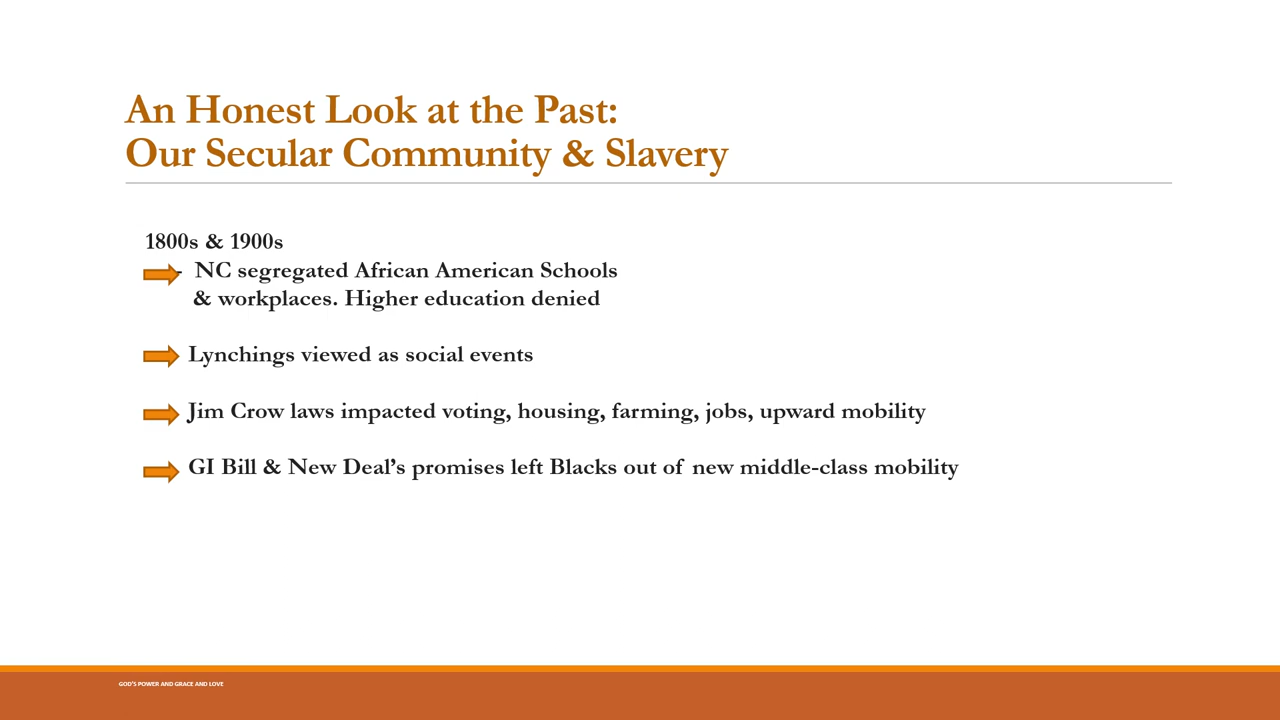 An Honest Look at the Past:
Our Secular Community & Slavery
1800s & 1900s
- NC segregated African American Schools
& workplaces. Higher education denied
Lynchings viewed as social events
Jim Crow laws impacted voting, housing, farming, jobs, upward mobility
GI Bill & New Deal’s promises left Blacks out of new middle-class mobility
GOD'S POWER AND GRACE AND LOVE